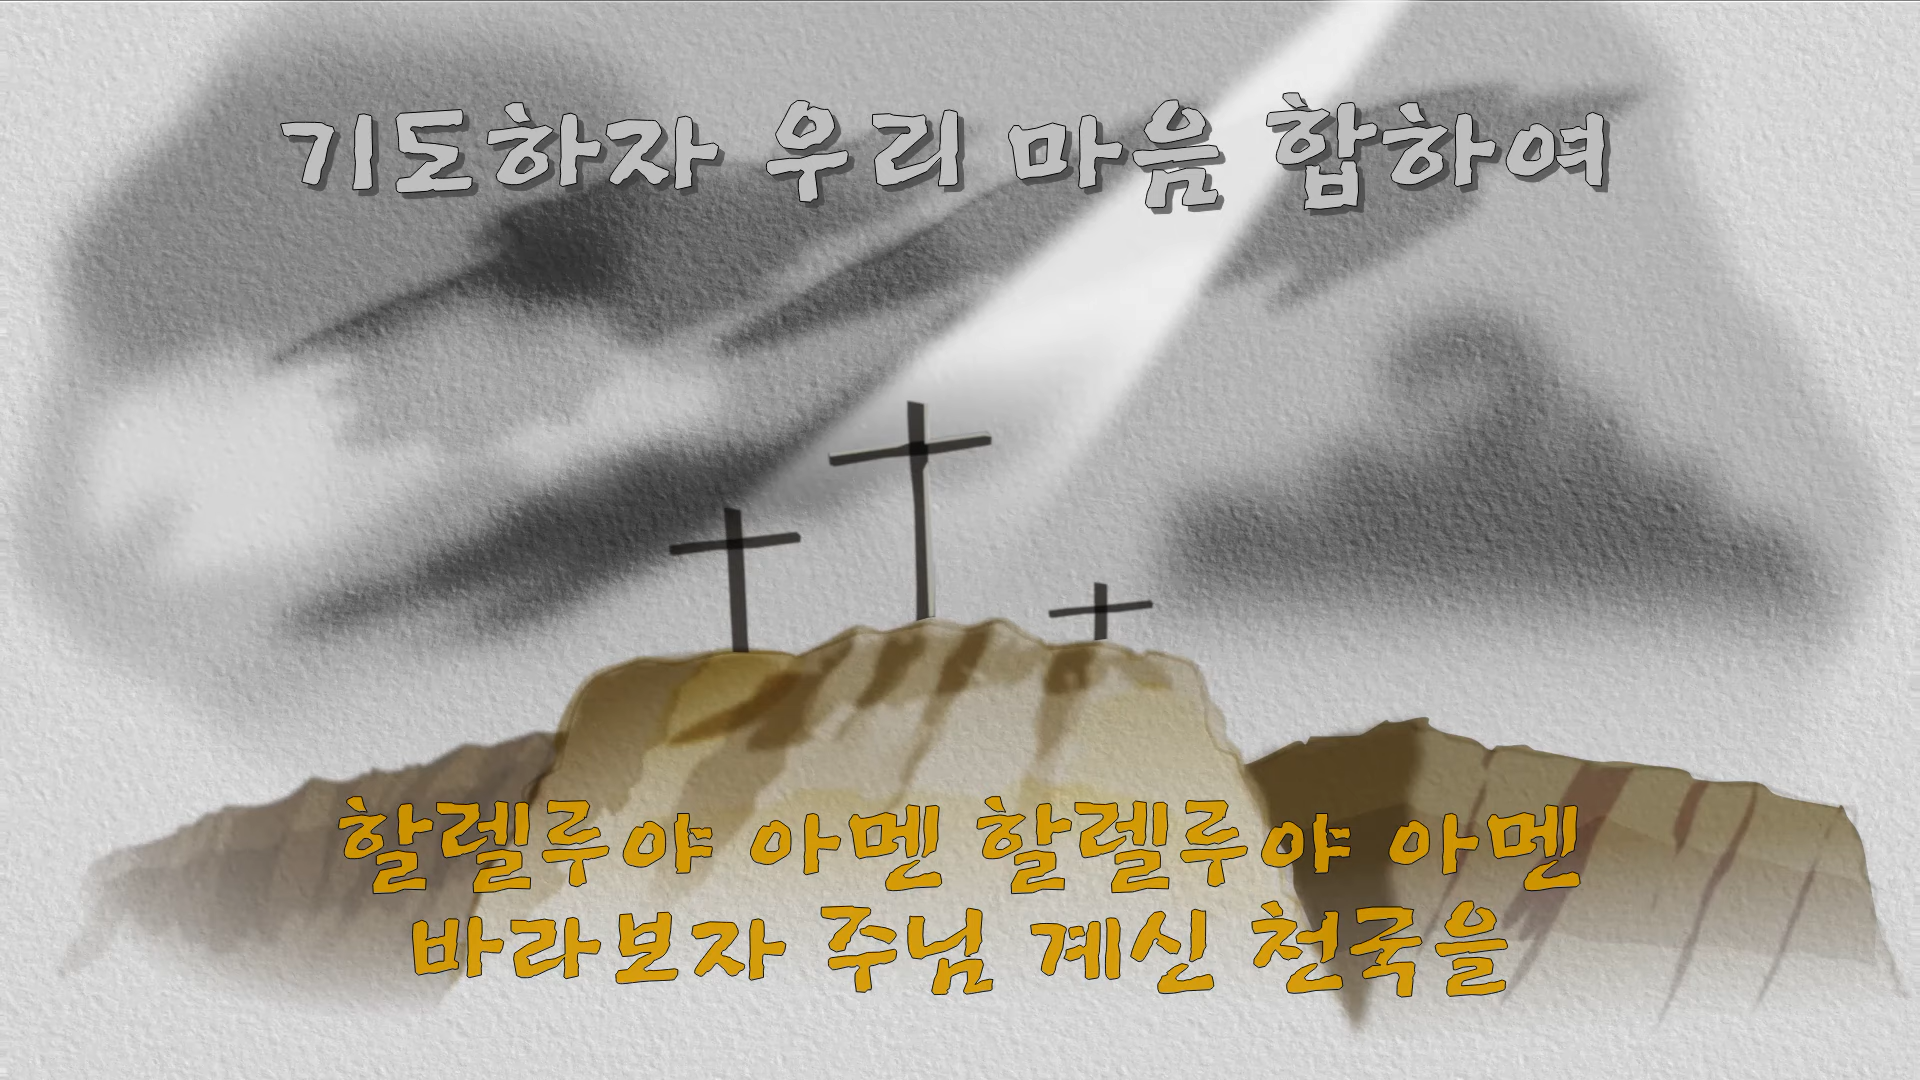 기도하자 우리 마음 합하여
할렐루야 아멘 할렐루야 아멘
바라보자 주님 계신 천국을